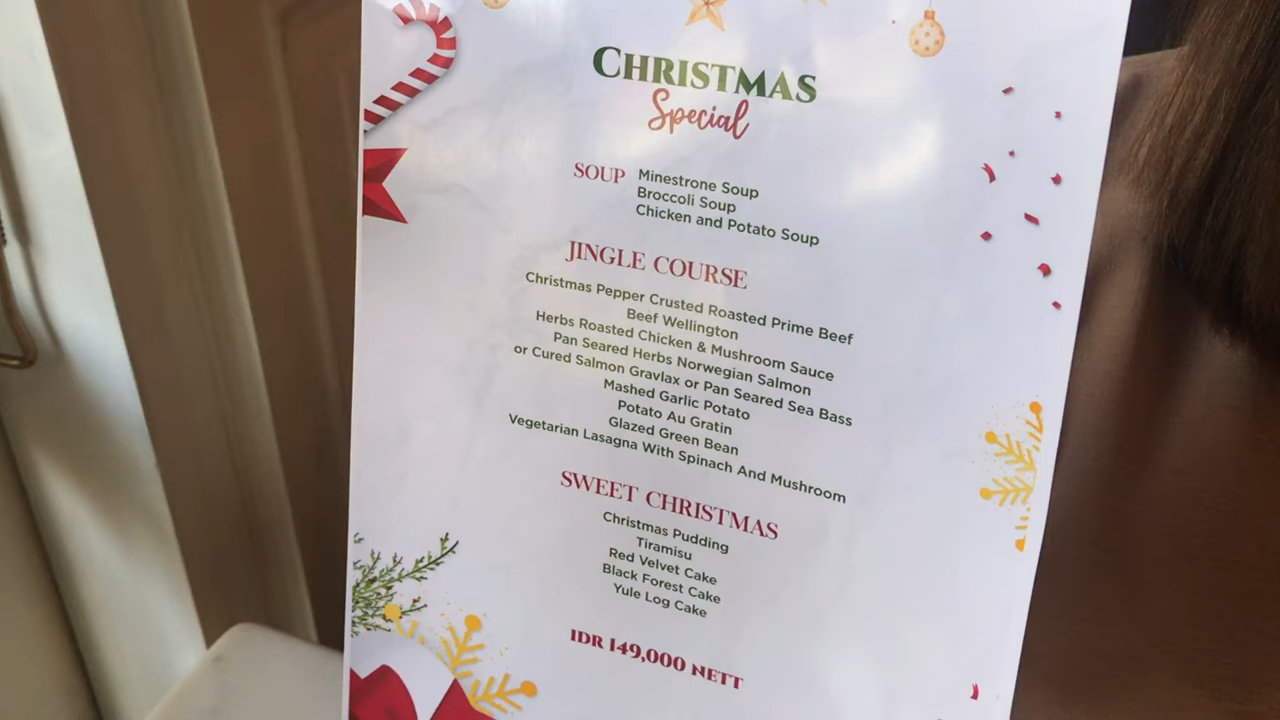 CHRISTMAS
Special
SOUP Minestrone Soup
Broccoli Soup
Chicken and Potato Soup
JINGLE COURSE
Christmas Pepper Crusted Roasted Prime Beef
Beef Wellington
Herbs Roasted Chicken & Mushroom Sauce
Pan Seared Herbs Norwegian Salmon
or Cured Salmon Gravlax or Pan Seared Sea Bass
Mashed Garlic Potato
Potato Au Gratin
Glazed Green Bean
Vegetarian Lasagna With Spinach And Mushroom
SWEET CHRISTMAS
Christmas Pudding
Tiramisu
Red Velvet Cake
Black Forest Cake
Yule Log Cake
IDR 149,000 NETT